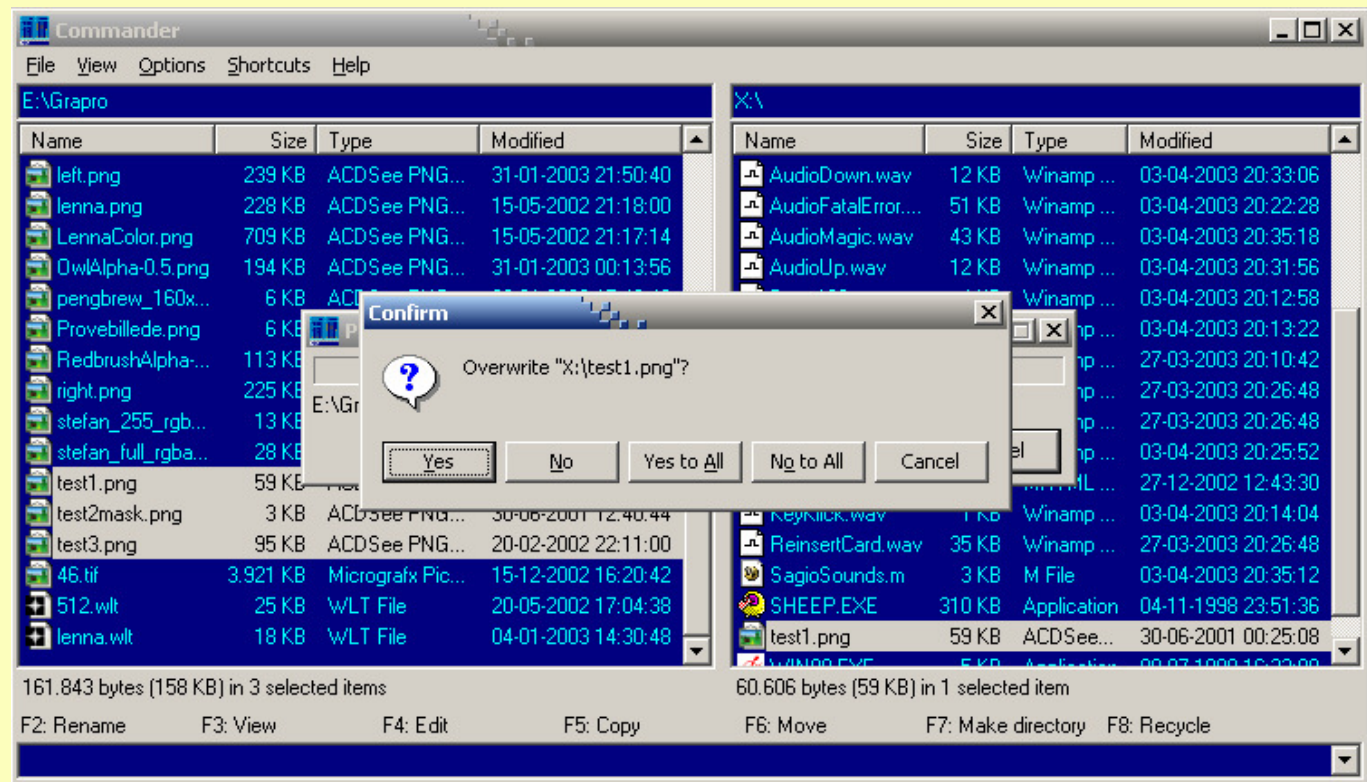 Commander
File View Options Shortcuts Help
E:\Grapro X:\
Name Size Type Modified Name Size Type Modified
left.png 239 KB ACDSee PNG... 31-01-2003 21:50:40 AudioDown.wav 12 KB Winamp ... 03-04-2003 20:33:06
lenna.png 228 KB ACDSee PNG... 15-05-2002 21:18:00 AudioFatalError.... 51 KB Winamp ... 03-04-2003 20:22:28
LennaColor.png 709 KB ACDSee PNG... 15-05-2002 21:17:14 AudioMagic.wav 43 KB Winamp ... 03-04-2003 20:35:18
OwlAlpha-0.5.png 194 KB ACDSee PNG... 31-01-2003 00:13:56 AudioUp.wav 12 KB Winamp ... 03-04-2003 20:31:56
pengbrew_160x... 6 KB Winamp ... 03-04-2003 20:12:58
Confirm
Provebillede.png 6 KB 03-04-2003 20:13:22
RedbrushAlpha-... 113 KB Overwrite "X:\test1.png"? 27-03-2003 20:10:42
right.png 225 KB 27-03-2003 20:26:48
E:\Gr
stefan_255_rgb... 13 KB 27-03-2003 20:26:48
stefan_full_rgba... 28 KB Yes No Yes to All No to All Cancel 03-04-2003 20:25:52
test1.png 59 KB 27-12-2002 12:43:30
test2mask.png 3 KB ACDSee PNG... 30-06-2001 12:40:44 KeyKlick.wav 1 KB Winamp ... 03-04-2003 20:14:04
test3.png 95 KB ACDSee PNG... 20-02-2002 22:11:00 ReinsertCard.wav 35 KB Winamp ... 27-03-2003 20:26:48
46.tif 3.921 KB Micrografx Pic... 15-12-2002 16:20:42 SagioSounds.m 3 KB M File 03-04-2003 20:35:12
512.wlt 25 KB WLT File 20-05-2002 17:04:38 SHEEP.EXE 310 KB Application 04-11-1998 23:51:36
lenna.wlt 18 KB WLT File 04-01-2003 14:30:48 test1.png 59 KB ACDSee... 30-06-2001 00:25:08
161.843 bytes (158 KB) in 3 selected items 60.606 bytes (59 KB) in 1 selected item
F2: Rename F3: View F4: Edit F5: Copy F6: Move F7: Make directory F8: Recycle